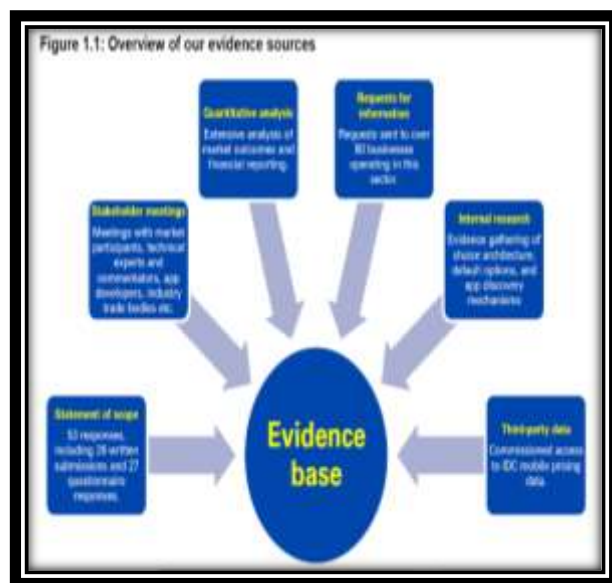 Figure 1.1: Overview of our evidence sources
Quantitative analysis
Extensive analysis of
market outcomes and
financial reporting.
Requests for
information
Requests sent to over
80 businesses
operating in this
sector.
Stakeholder meetings
Meetings with market
participants, technical
experts and
commentators, app
developers, industry
trade bodies etc.
Internal research
Evidence gathering of
choice architecture,
default options, and
app discovery
mechanisms
Statement of scope
53 responses,
including 26 written
submissions and 27
questionnaire
responses.
Evidence
base
Third-party data
Commissioned access
to IDC mobile pricing
data.